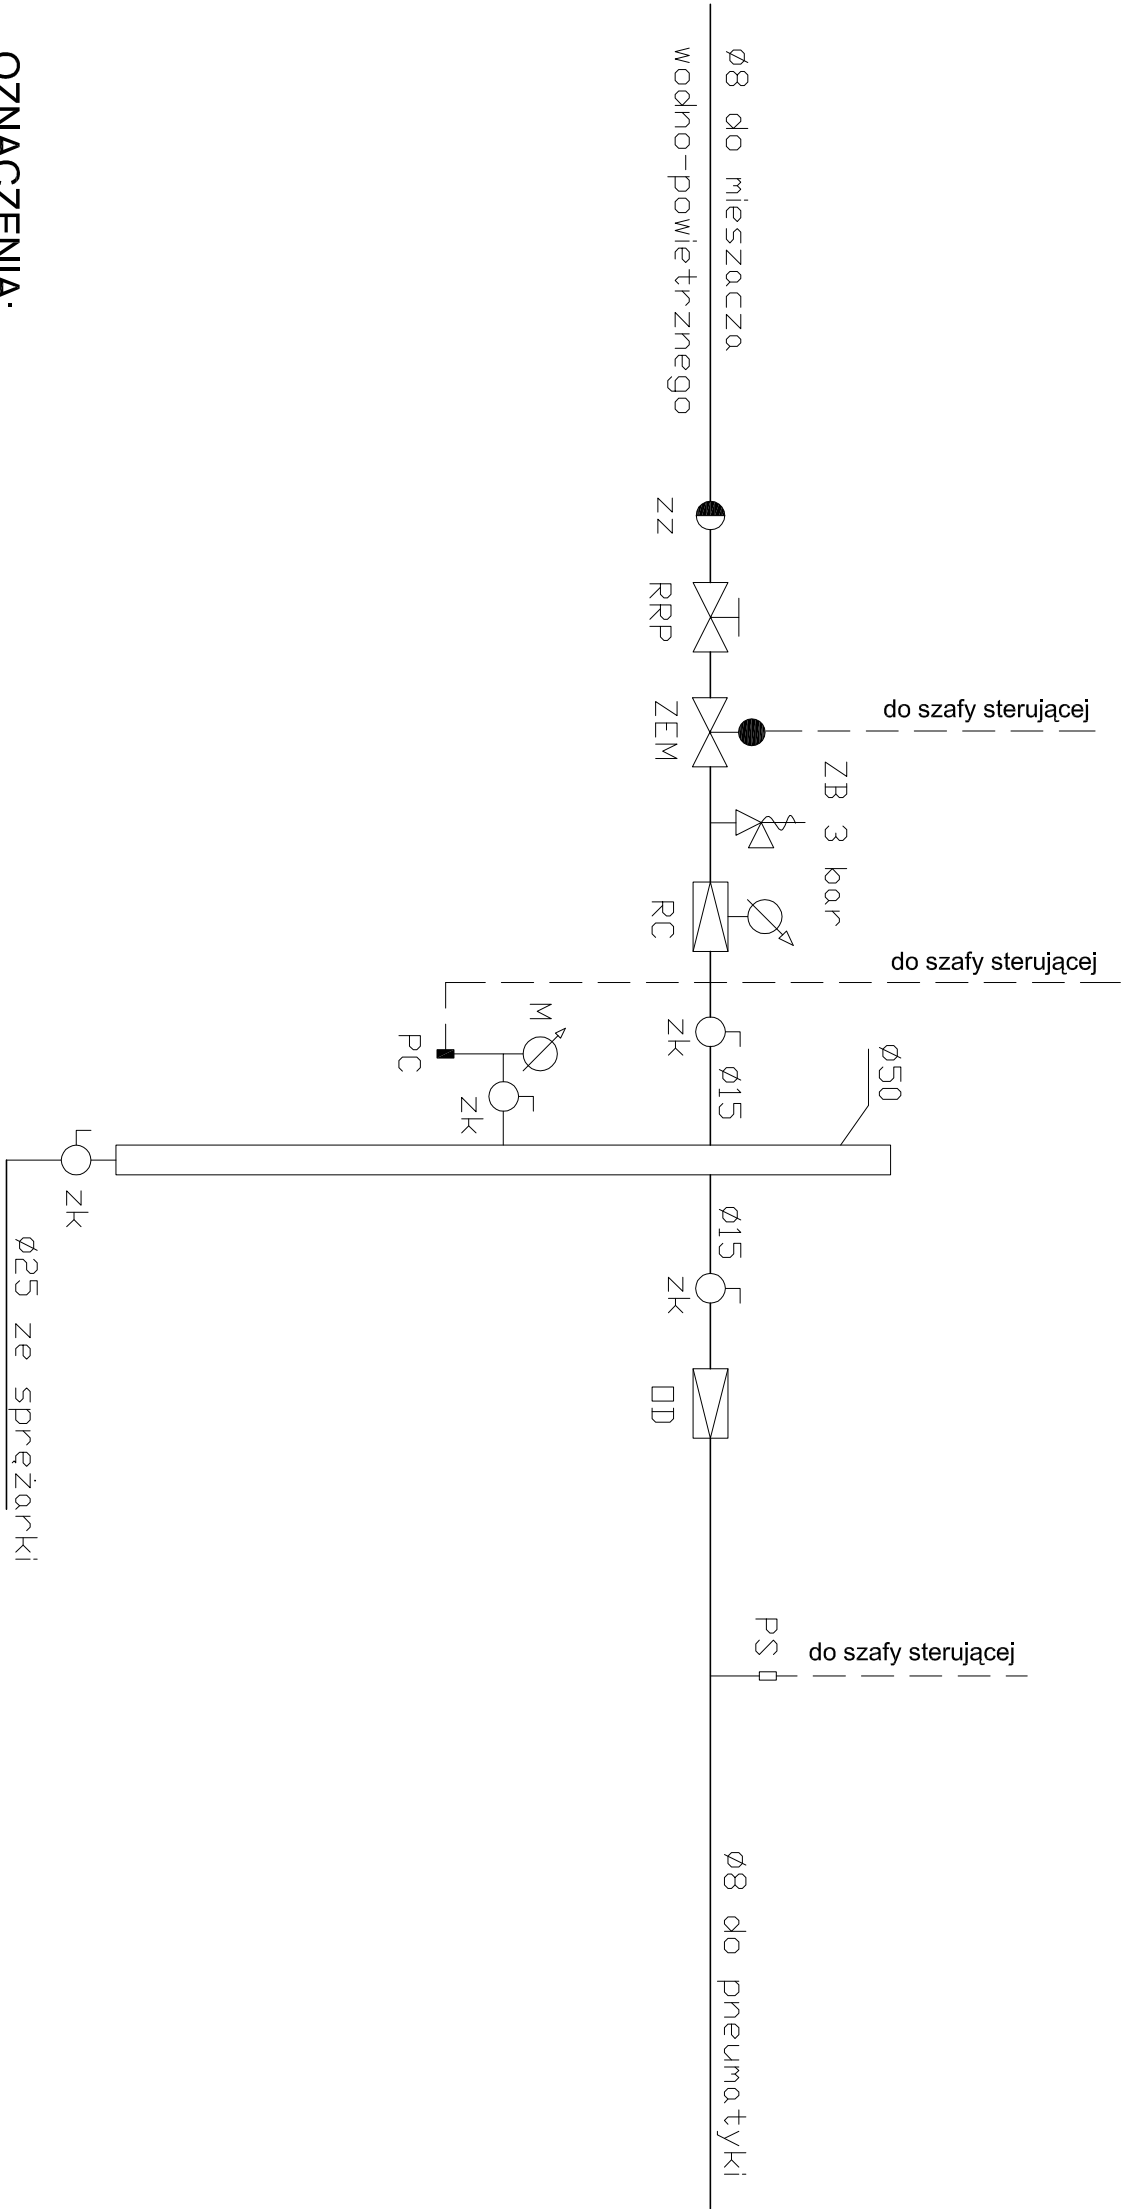 Ø8 do mieszacza
wodno-powietrznego
zz
RRP
ZEM
do szafy sterującej
ZB 3 bar
RC
do szafy sterującej
zk
M
PC
zk
Ø15
Ø50
zk
Ø25 ze sprężarki
Ø15
zk
OD
PS
do szafy sterującej
Ø8 do pneumatyki
OZNACZENIA: